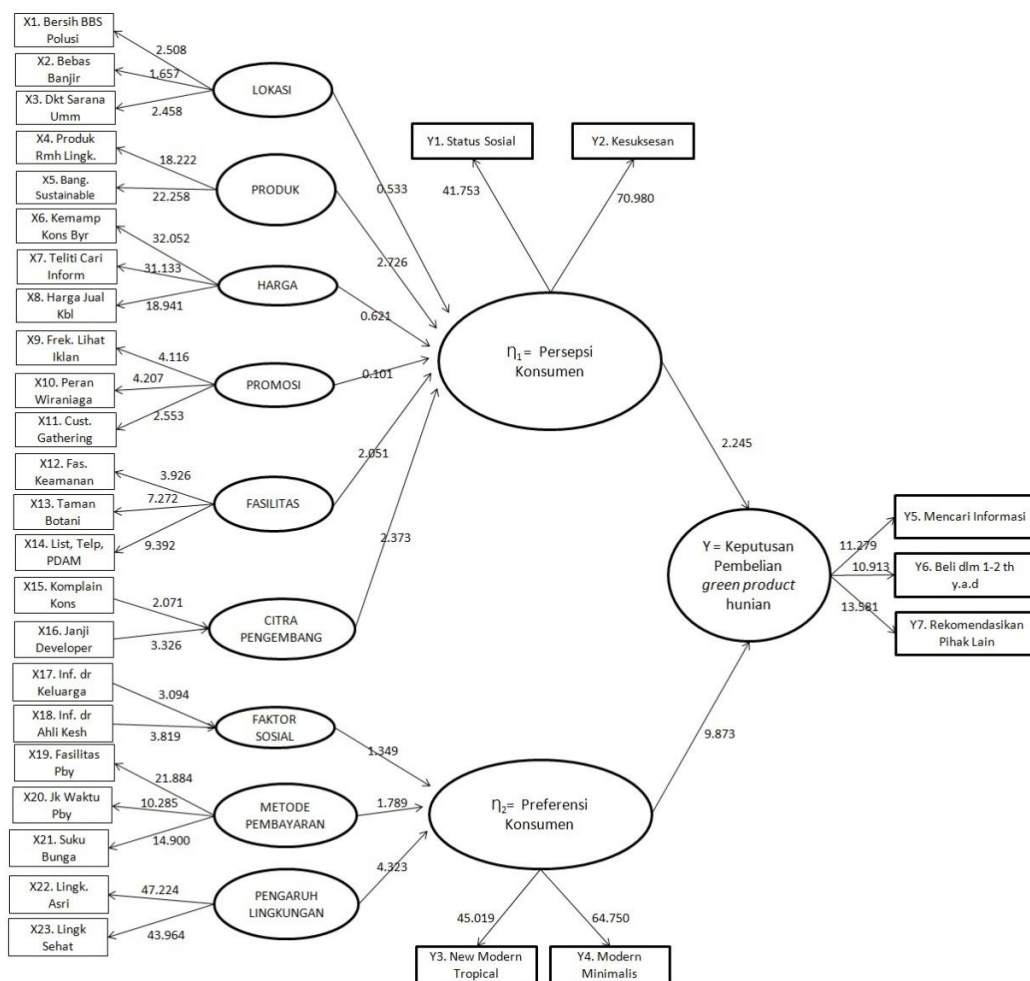 X1. Bersih BBS
Polusi
2.508
X2. Bebas
Banjir
1.657
X3. Dkt Sarana
Umm
2.458
LOKASI
0.533
X4. Produk
Rmh Lingk.
18.222
X5. Bang.
Sustainable
22.258
PRODUK
2.726
X6. Kemamp
Kons Byr
32.052
X7. Teliti Cari
Inform
31.133
X8. Harga Jual
Kbl
18.941
HARGA
0.621
X9. Frek. Lihat
Iklan
4.116
X10. Peran
Wiraniaga
4.207
X11. Cust.
Gathering
2.553
PROMOSI
0.101
X12. Fas.
Keamanan
3.926
X13. Taman
Botani
7.272
X14. List, Telp,
PDAM
9.392
FASILITAS
2.051
X15. Komplain
Kons
2.071
X16. Janji
Developer
3.326
CITRA
PENGEMBANG
2.373
X17. Inf. dr
Keluarga
3.094
X18. Inf. dr
Ahli Kesh
3.819
FAKTOR
SOSIAL
1.349
X19. Fasilitas
Pby
21.884
X20. Jk Waktu
Pby
10.285
X21. Suku
Bunga
14.900
METODE
PEMBAYARAN
1.789
X22. Lingk.
Asri
47.224
X23. Lingk
Sehat
43.964
PENGARUH
LINGKUNGAN
4.323
Y1. Status Sosial
41.753
Y2. Kesuksesan
70.980
η1= Persepsi
Konsumen
2.245
η2= Preferensi
Konsumen
9.873
45.019
64.750
Y3. New Modern
Tropical
Y4. Modern
Minimalis
Y = Keputusan
Pembelian
green product
hunian
11.279
Y5. Mencari Informasi
10.913
Y6. Beli dlm 1-2 th
y.a.d
13.581
Y7. Rekomendasikan
Pihak Lain